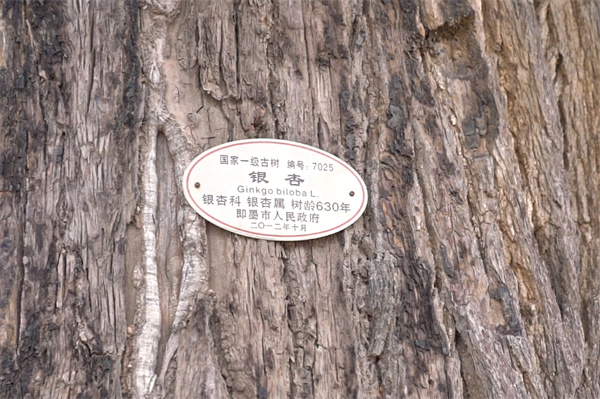 国家一级古树 编号:7025
银杏
Ginkgo biloba L.
银杏科 银杏属 树龄630年
即墨市人民政府
二〇一二年十月